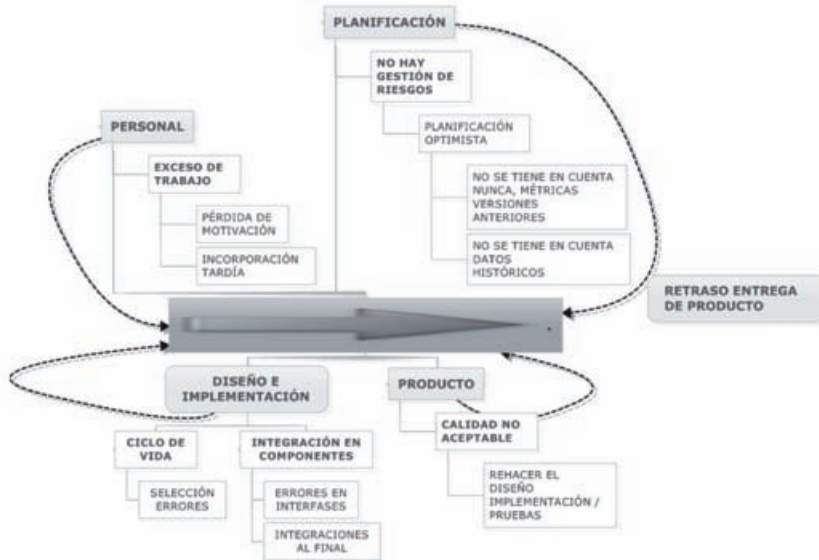 PLANIFICACIÓN
NO HAY
GESTIÓN DE
RIESGOS
PLANIFICACIÓN
OPTIMISTA
NO SE TIENE EN CUENTA
NUNCA, MÉTRICAS
VERSIONES
ANTERIORES
NO SE TIENE EN CUENTA
DATOS
HISTÓRICOS
PERSONAL
EXCESO DE
TRABAJO
PÉRDIDA DE
MOTIVACIÓN
INCORPORACIÓN
TARDÍA
RETRASO ENTREGA
DE PRODUCTO
DISEÑO E
IMPLEMENTACIÓN
CICLO DE
VIDA
SELECCIÓN
ERRORES
INTEGRACIÓN EN
COMPONENTES
ERRORES EN
INTERFASES
INTEGRACIONES
AL FINAL
PRODUCTO
CALIDAD NO
ACEPTABLE
REHACER EL
DISEÑO
IMPLEMENTACIÓN /
PRUEBAS